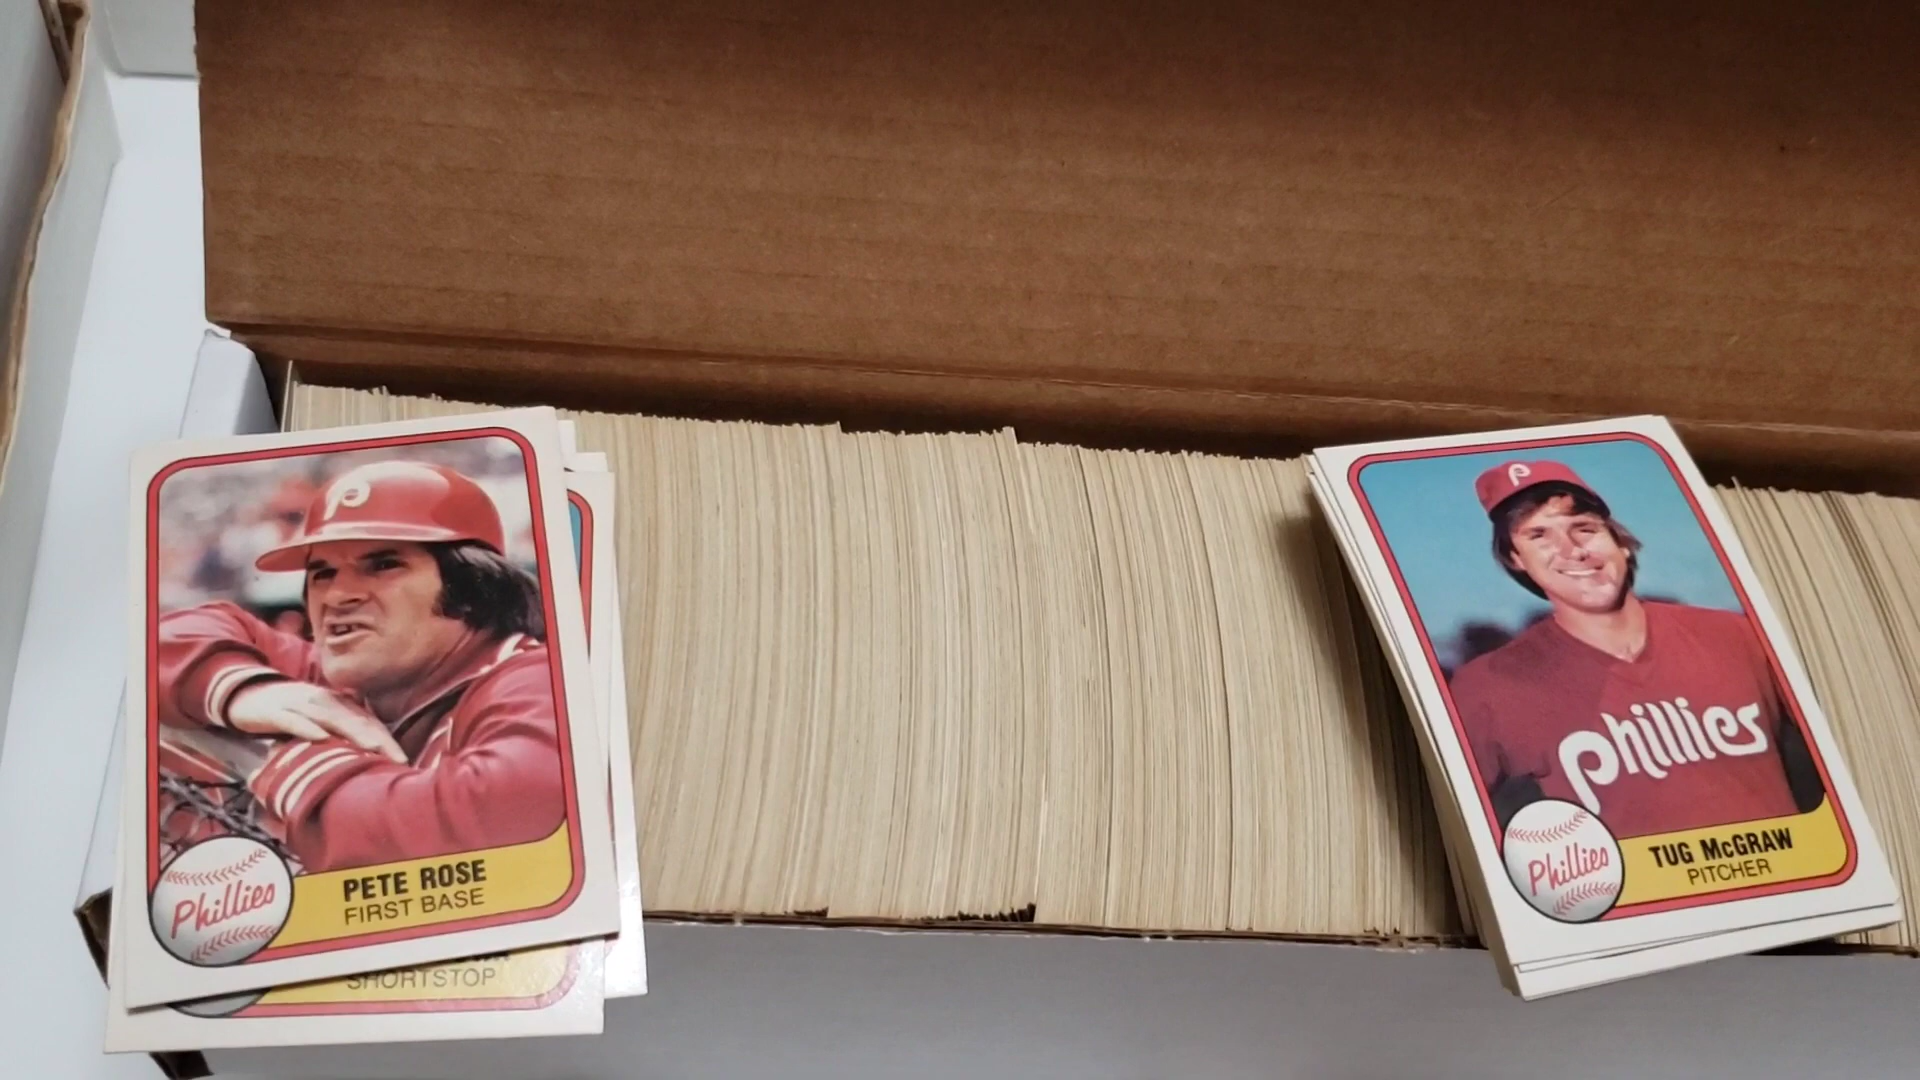 P
Phillies
PETE ROSE
FIRST BASE
SHORTSTOP
P
phillies
Phillies
TUG McGRAW
PITCHER